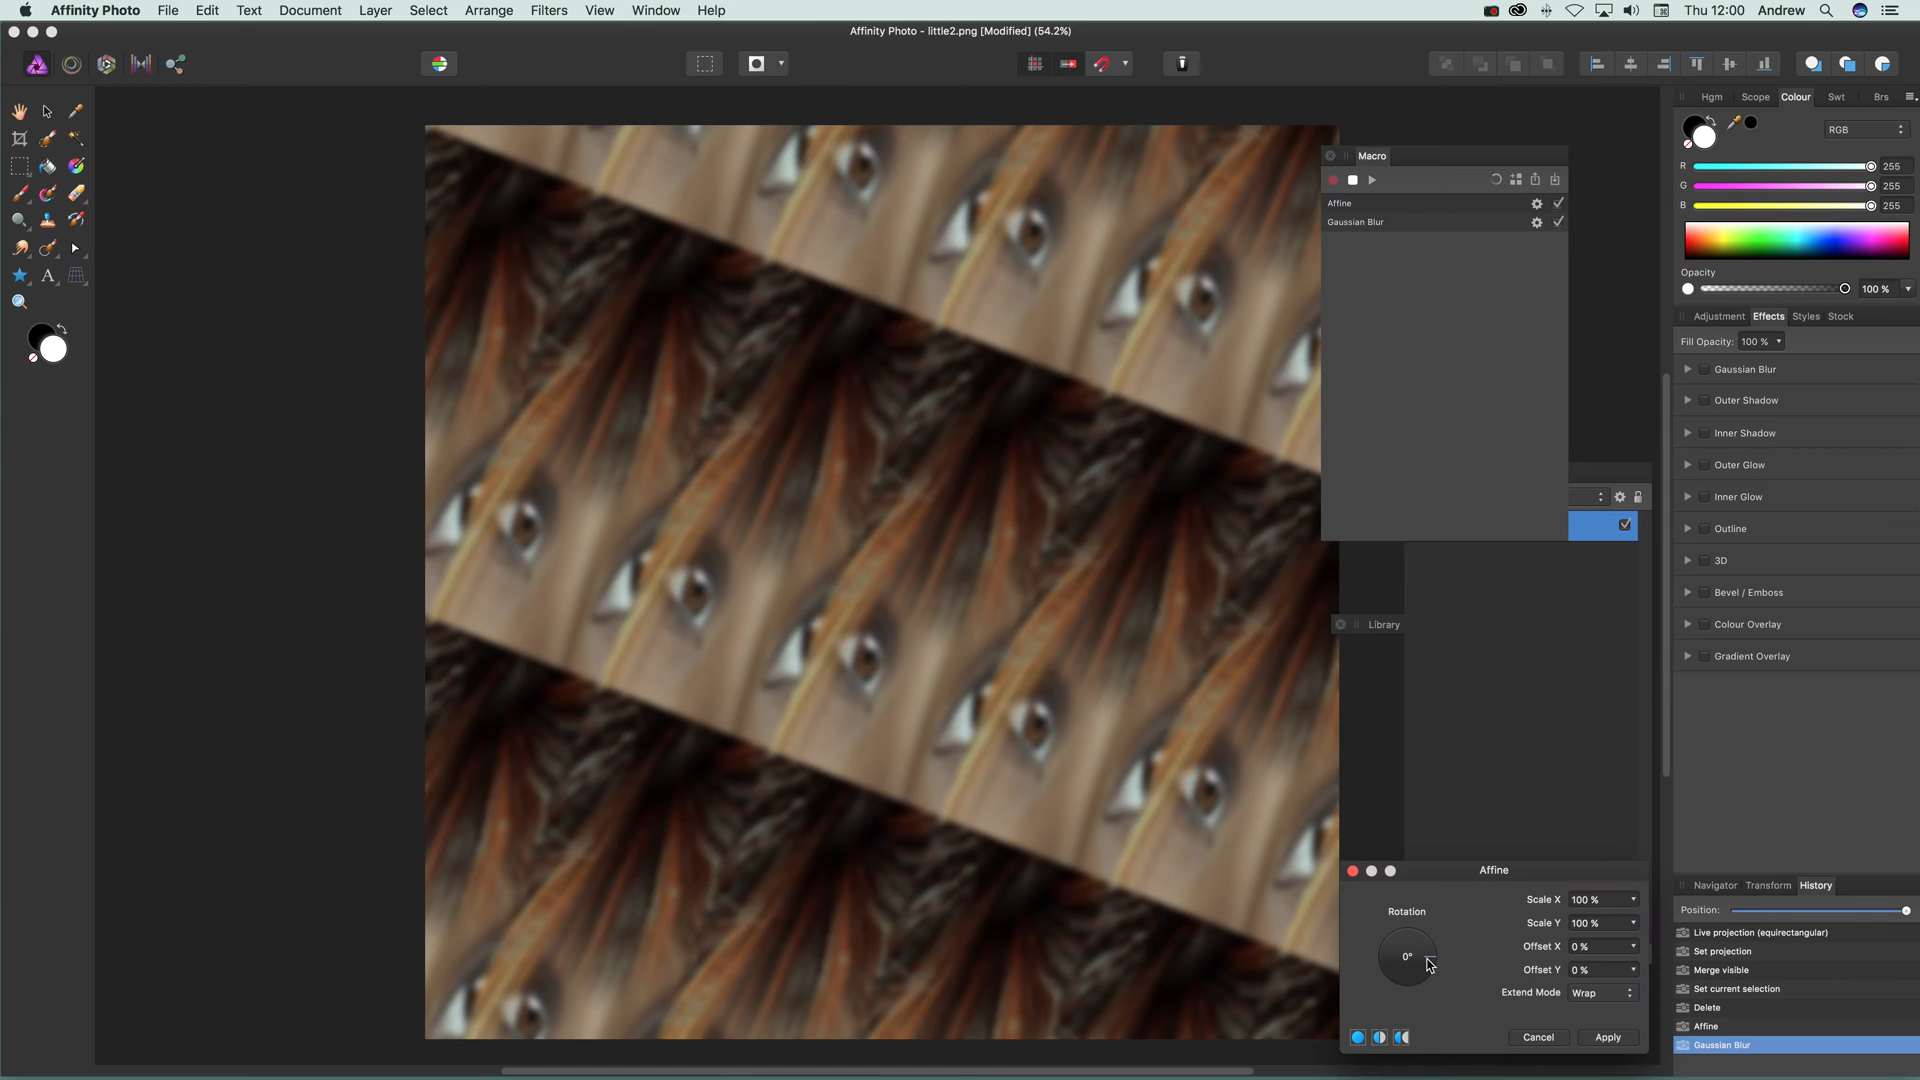 Affinity Photo File Edit Text Document Layer Select Arrange Filters View Window Help Thu 12:00 Andrew
Affinity Photo - little2.png [Modified] (54.2%)
Hgm Scope Colour Swt Brs
RGB
R 255
G 255
B 255
Opacity
100 %
Adjustment Effects Styles Stock
Fill Opacity: 100 %
Gaussian Blur
Outer Shadow
Inner Shadow
Outer Glow
Inner Glow
Outline
3D
Bevel / Emboss
Colour Overlay
Gradient Overlay
Macro
Affine
Gaussian Blur
Library
Affine
Rotation
0°
Scale X 100 %
Scale Y 100 %
Offset X 0 %
Offset Y 0 %
Extend Mode Wrap
Cancel Apply
Navigator Transform History
Position:
Live projection (equirectangular)
Set projection
Merge visible
Set current selection
Delete
Affine
Gaussian Blur
A